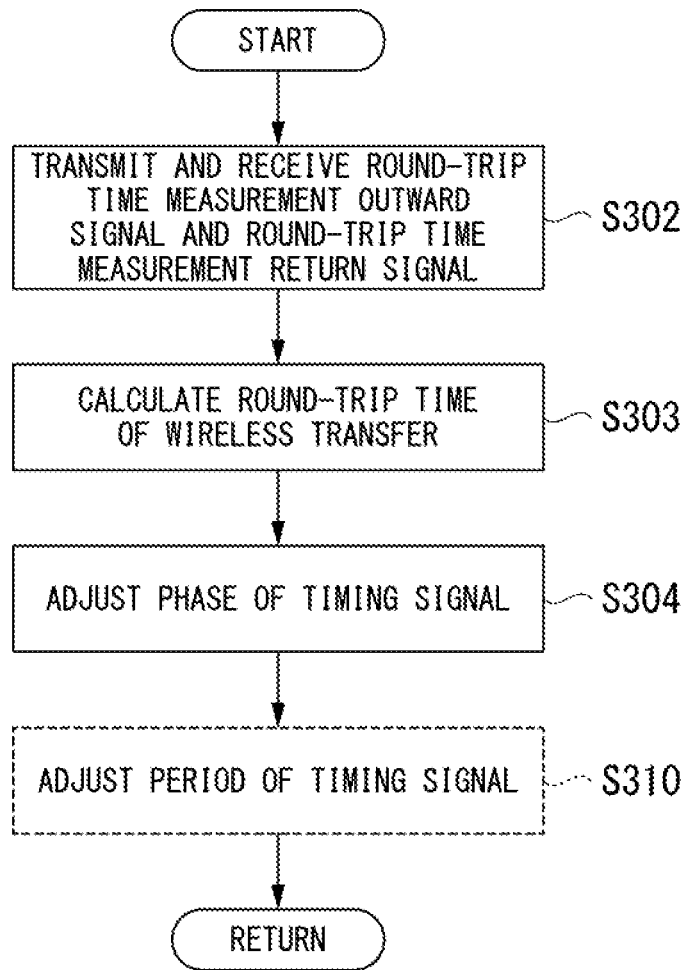 START
TRANSMIT AND RECEIVE ROUND-TRIP
TIME MEASUREMENT OUTWARD
SIGNAL AND ROUND-TRIP TIME
MEASUREMENT RETURN SIGNAL
S302
CALCULATE ROUND-TRIP TIME
OF WIRELESS TRANSFER
S303
ADJUST PHASE OF TIMING SIGNAL
S304
ADJUST PERIOD OF TIMING SIGNAL
S310
RETURN